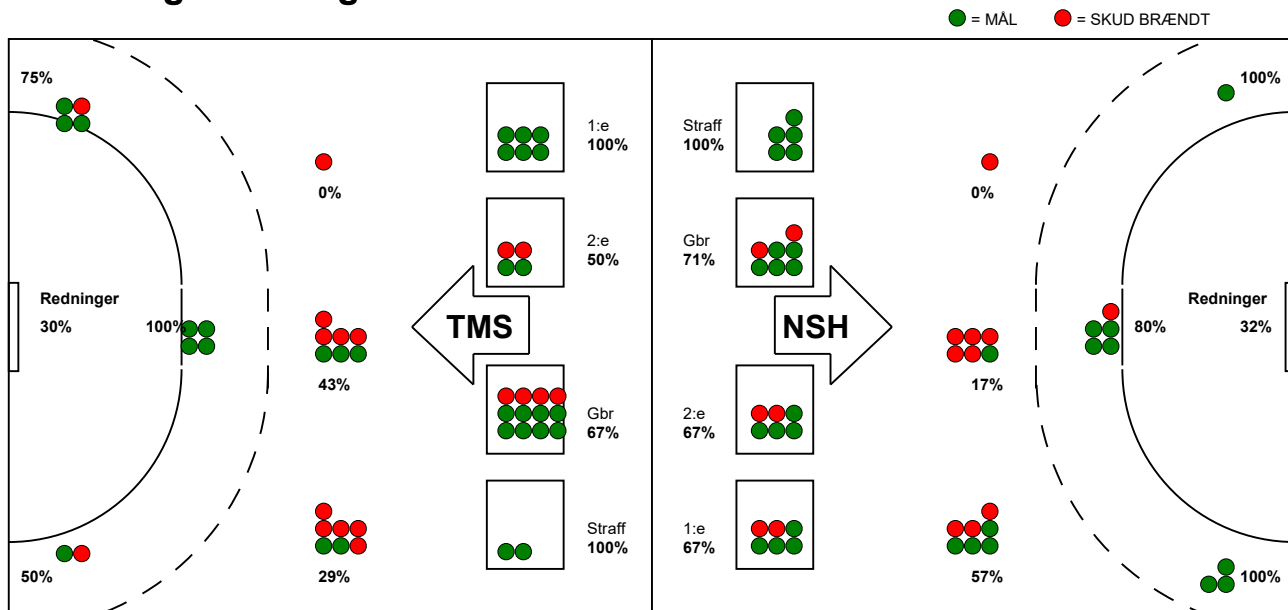 = MÅL = SKUD BRÆNDT
75%
100%
1:e
100%
Straff
100%
0%
0%
2:e
50%
Gbr
71%
Redninger
30%
100%
TMS
NSH
Redninger
80%
32%
43%
17%
Gbr
67%
2:e
67%
Straff
100%
1:e
67%
50%
29%
57%
100%